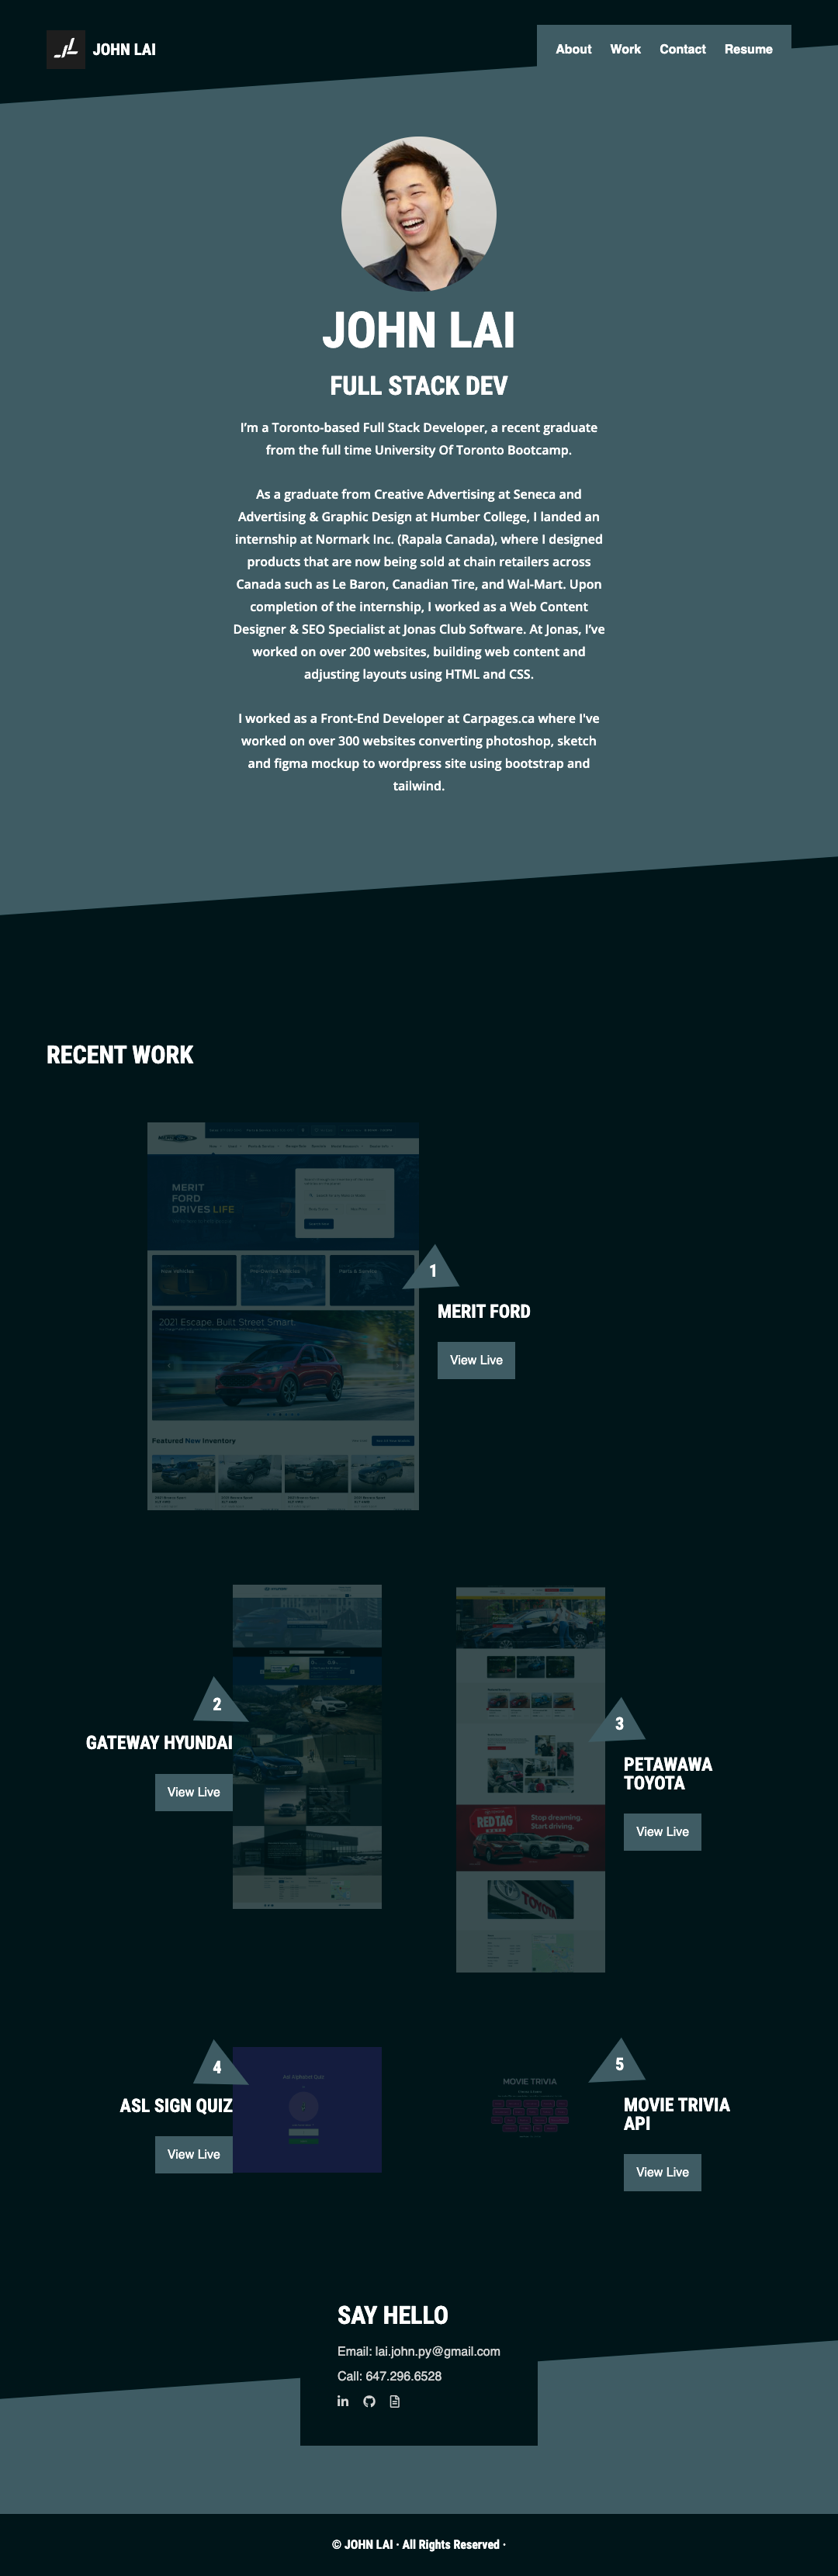 JOHN LAI
About Work Contact Resume
JOHN LAI
FULL STACK DEV
I'm a Toronto-based Full Stack Developer, a recent graduate
from the full time University Of Toronto Bootcamp.
As a graduate from Creative Advertising at Seneca and
Advertising & Graphic Design at Humber College, I landed an
internship at Normark Inc. (Rapala Canada), where I designed
products that are now being sold at chain retailers across
Canada such as Le Baron, Canadian Tire, and Wal-Mart. Upon
completion of the internship, I worked as a Web Content
Designer & SEO Specialist at Jonas Club Software. At Jonas, I've
worked on over 200 websites, building web content and
adjusting layouts using HTML and CSS.
I worked as a Front-End Developer at Carpages.ca where I've
worked on over 300 websites converting photoshop, sketch
and figma mockup to wordpress site using bootstrap and
tailwind.
RECENT WORK
MERIT
FORD
DRIVES LIFE
New Vehicles
Pre-Owned Vehicles
Parts & Service
2021 Escape. Built Street Smart.
Featured New Inventory
1
MERIT FORD
View Live
2
GATEWAY HYUNDAI
View Live
RED TAG
Stop dreaming.
Start driving.
TOYOTA
3
PETAWAWA
TOYOTA
View Live
4
ASL SIGN QUIZ
View Live
MOVIE TRIVIA
5
MOVIE TRIVIA
API
View Live
SAY HELLO
Email: lai.john.py@gmail.com
Call: 647.296.6528
© JOHN LAI · All Rights Reserved ·